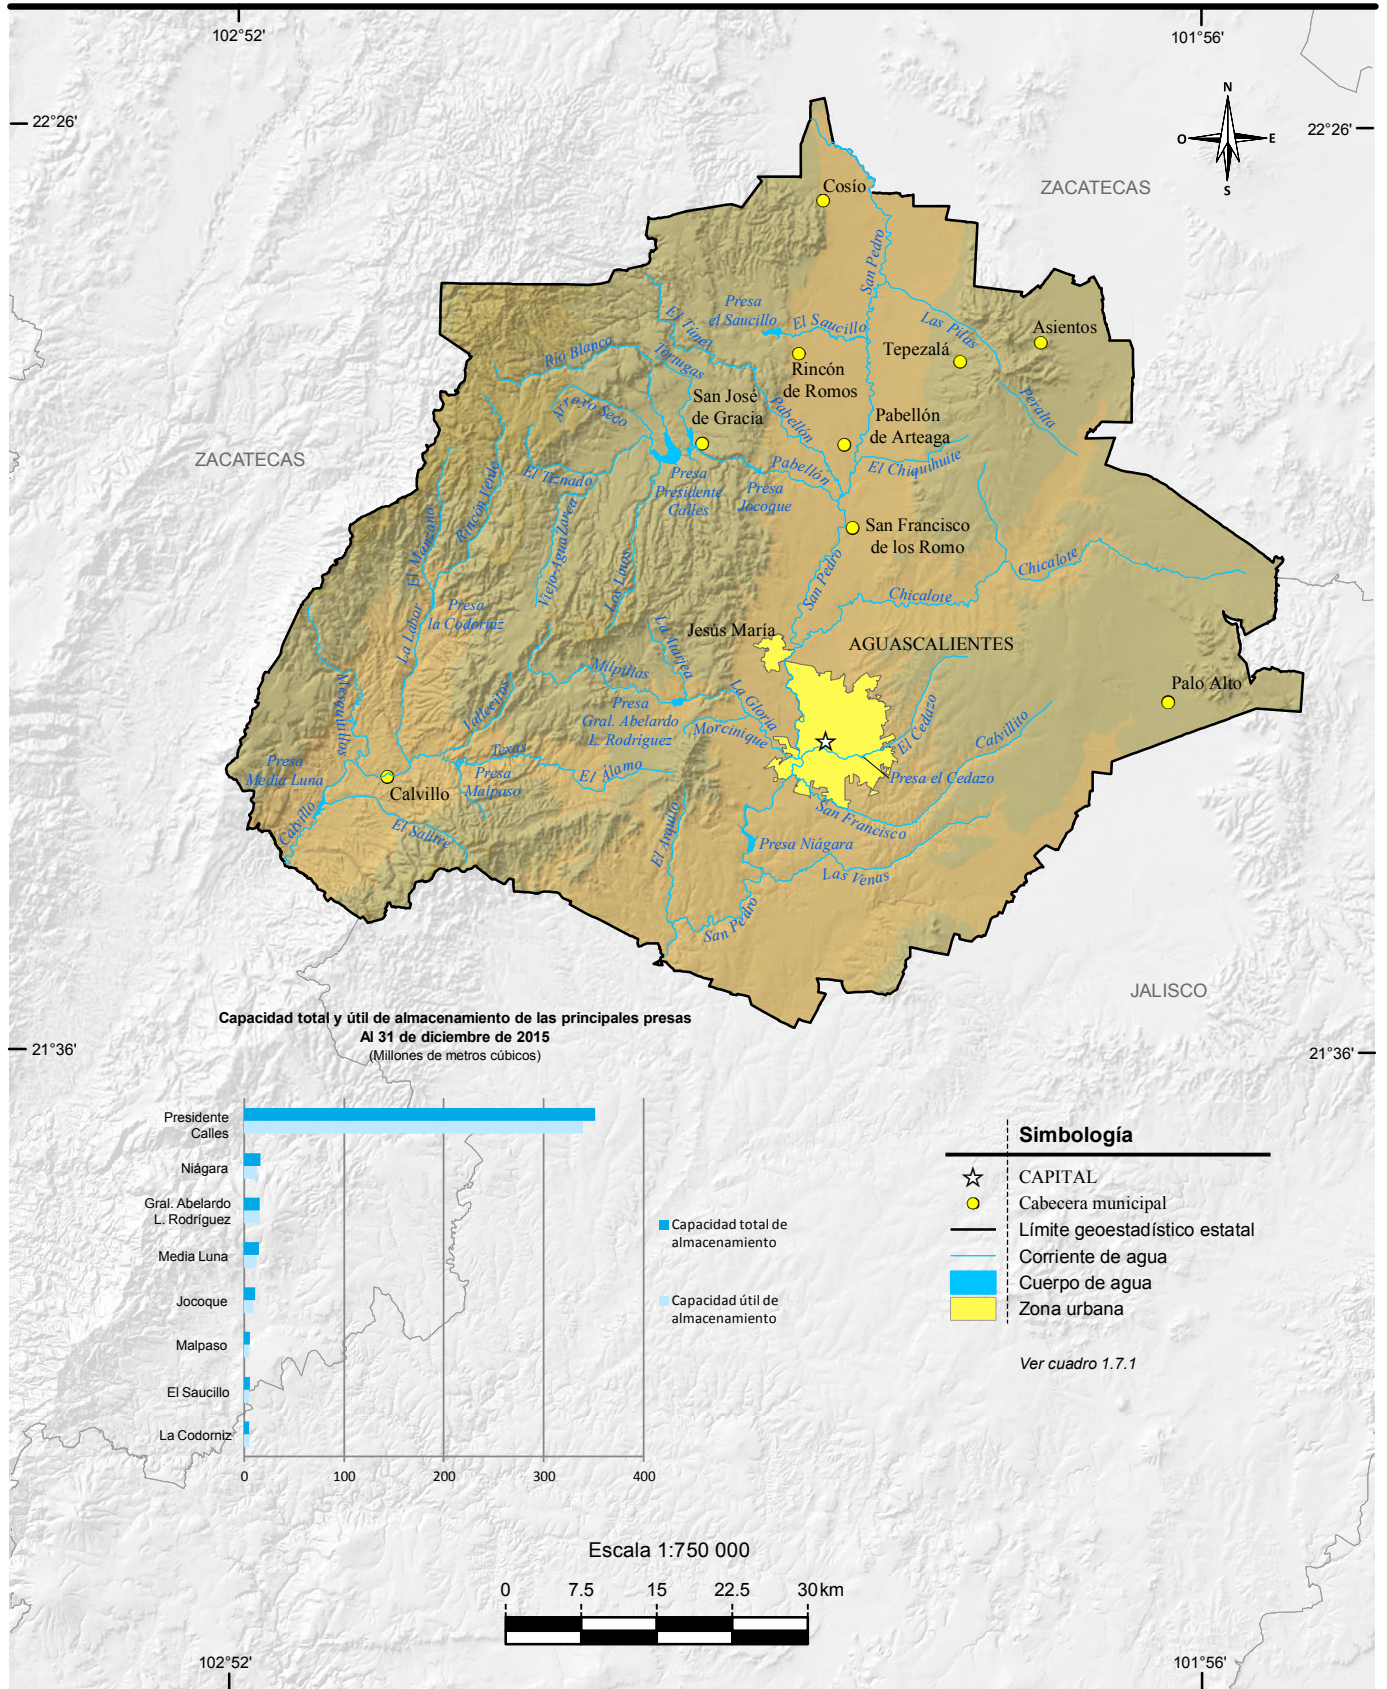 102°52'
101°56'
22°26'
22°26'
N
O
E
S
ZACATECAS
Cosío
San Pedro
Presa
el Saucillo
El Saucillo
Las Pilas
Asientos
El Túnel
Tepezalá
Río Blanco
Tortugas
Rincón
de Romos
Peralta
San José
de Gracia
Arroyo Seco
Pabellón
Pabellón
de Arteaga
ZACATECAS
El Tiznado
Rincón Verde
Presa
Presidente
Calles
Pabellón
Presa
Jocoque
El Chiquihuite
El Manzano
Viejo-Agua Zarca
San Francisco
de los Romo
Los Linos
San Pedro
Chicalote
Chicalote
Presa
la Codorniz
La Labor
La Atarjea
Jesús María
AGUASCALIENTES
Milpillas
Mesquitillos
Vallecitos
La Gloria
Palo Alto
Presa
Gral. Abelardo
L. Rodríguez
Morcinique
El Cedazo
Calvillito
Texas
Presa
Media Luna
Calvillo
Presa
Malpaso
El Álamo
Presa el Cedazo
Calvillo
El Salitre
El Arquito
San Francisco
Presa Niágara
Las Venas
San Pedro
JALISCO
21°36'
21°36'
Capacidad total y útil de almacenamiento de las principales presas
Al 31 de diciembre de 2015
(Millones de metros cúbicos)
Presidente
Calles
Niágara
Gral. Abelardo
L. Rodríguez
Media Luna
Jocoque
Malpaso
El Saucillo
La Codorniz
0
100
200
300
400
Capacidad total de
almacenamiento
Capacidad útil de
almacenamiento
Simbología
CAPITAL
Cabecera municipal
Límite geoestadístico estatal
Corriente de agua
Cuerpo de agua
Zona urbana
Ver cuadro 1.7.1
Escala 1:750 000
0 7.5 15 22.5 30 km
102°52'
101°56'